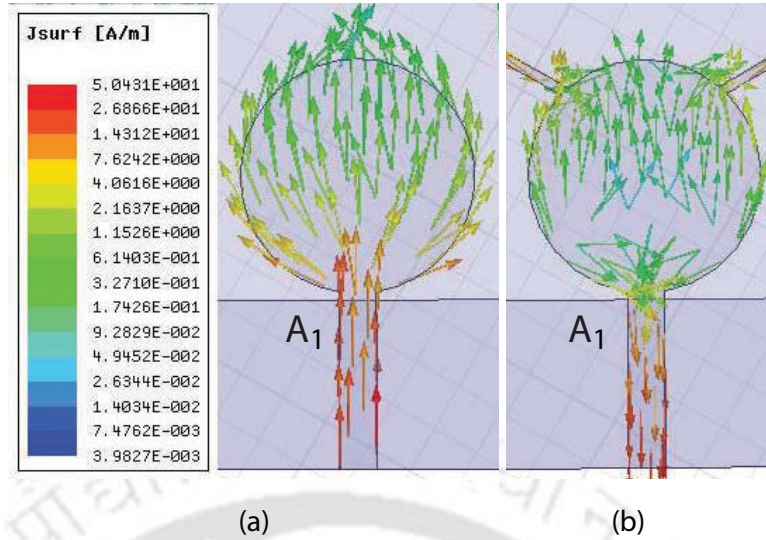 Jsurf [A/m]
5.0431E+001
2.6866E+001
1.4312E+001
7.6242E+000
4.0616E+000
2.1637E+000
1.1526E+000
6.1403E-001
3.2710E-001
1.7426E-001
9.2829E-002
4.9452E-002
2.6344E-002
1.4034E-002
7.4762E-003
3.9827E-003
A1
A1
(a)
(b)